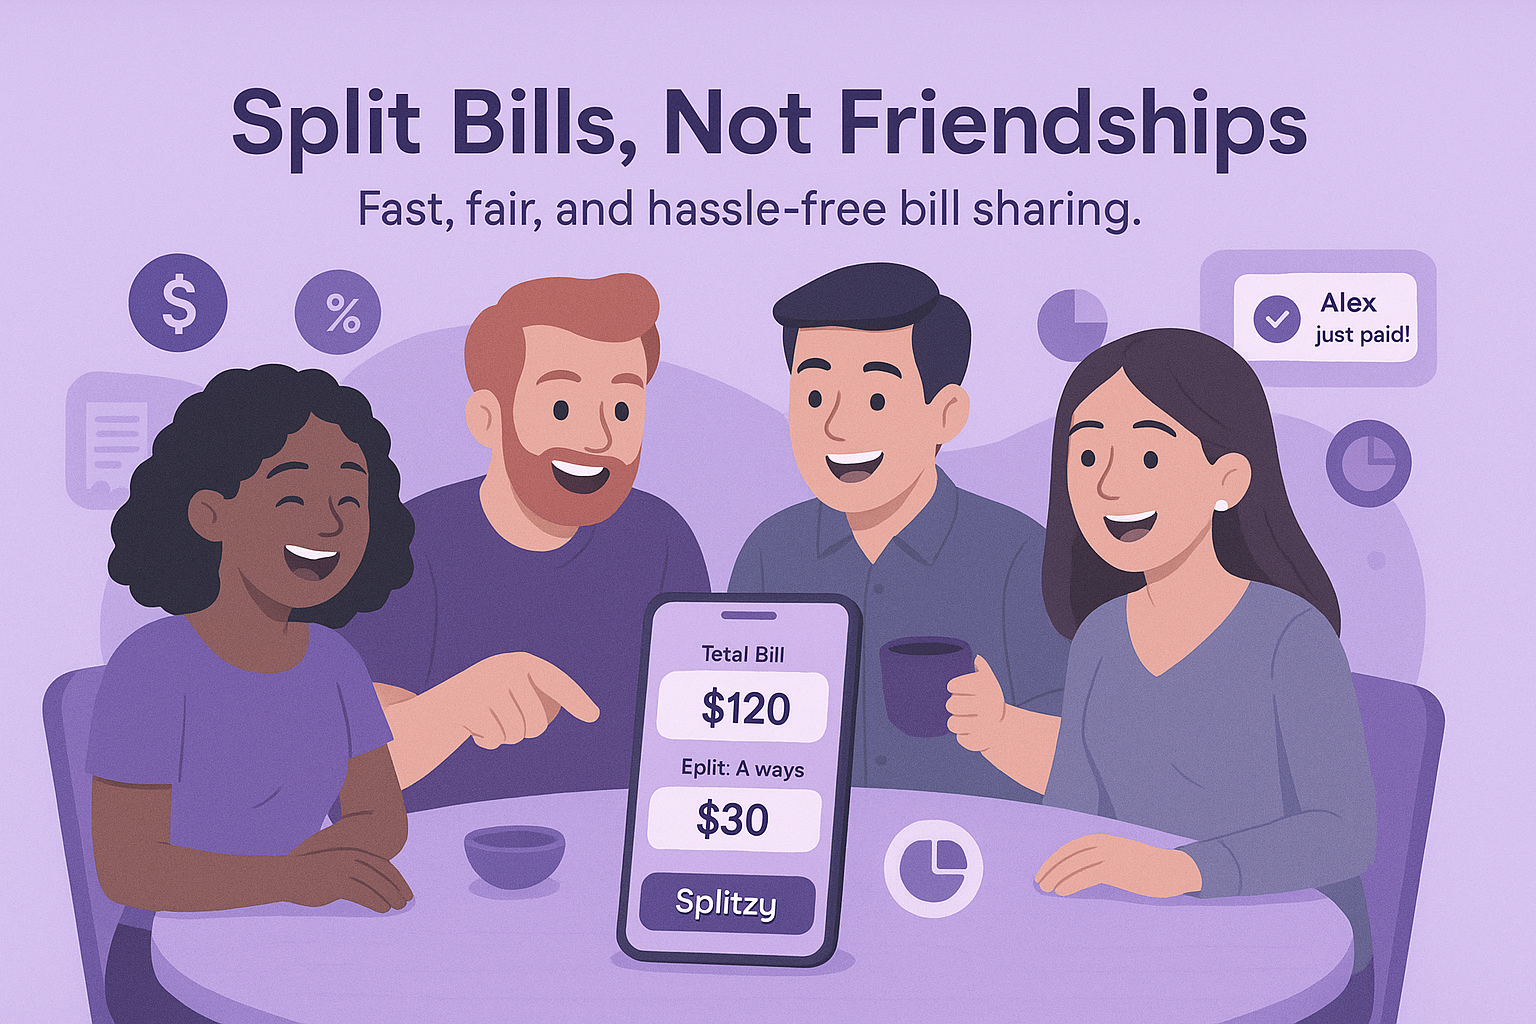 Split Bills, Not Friendships
Fast, fair, and hassle-free bill sharing.
$
%
Alex
just paid!
Tetal Bill
$120
Eplit: A ways
$30
Splitzy